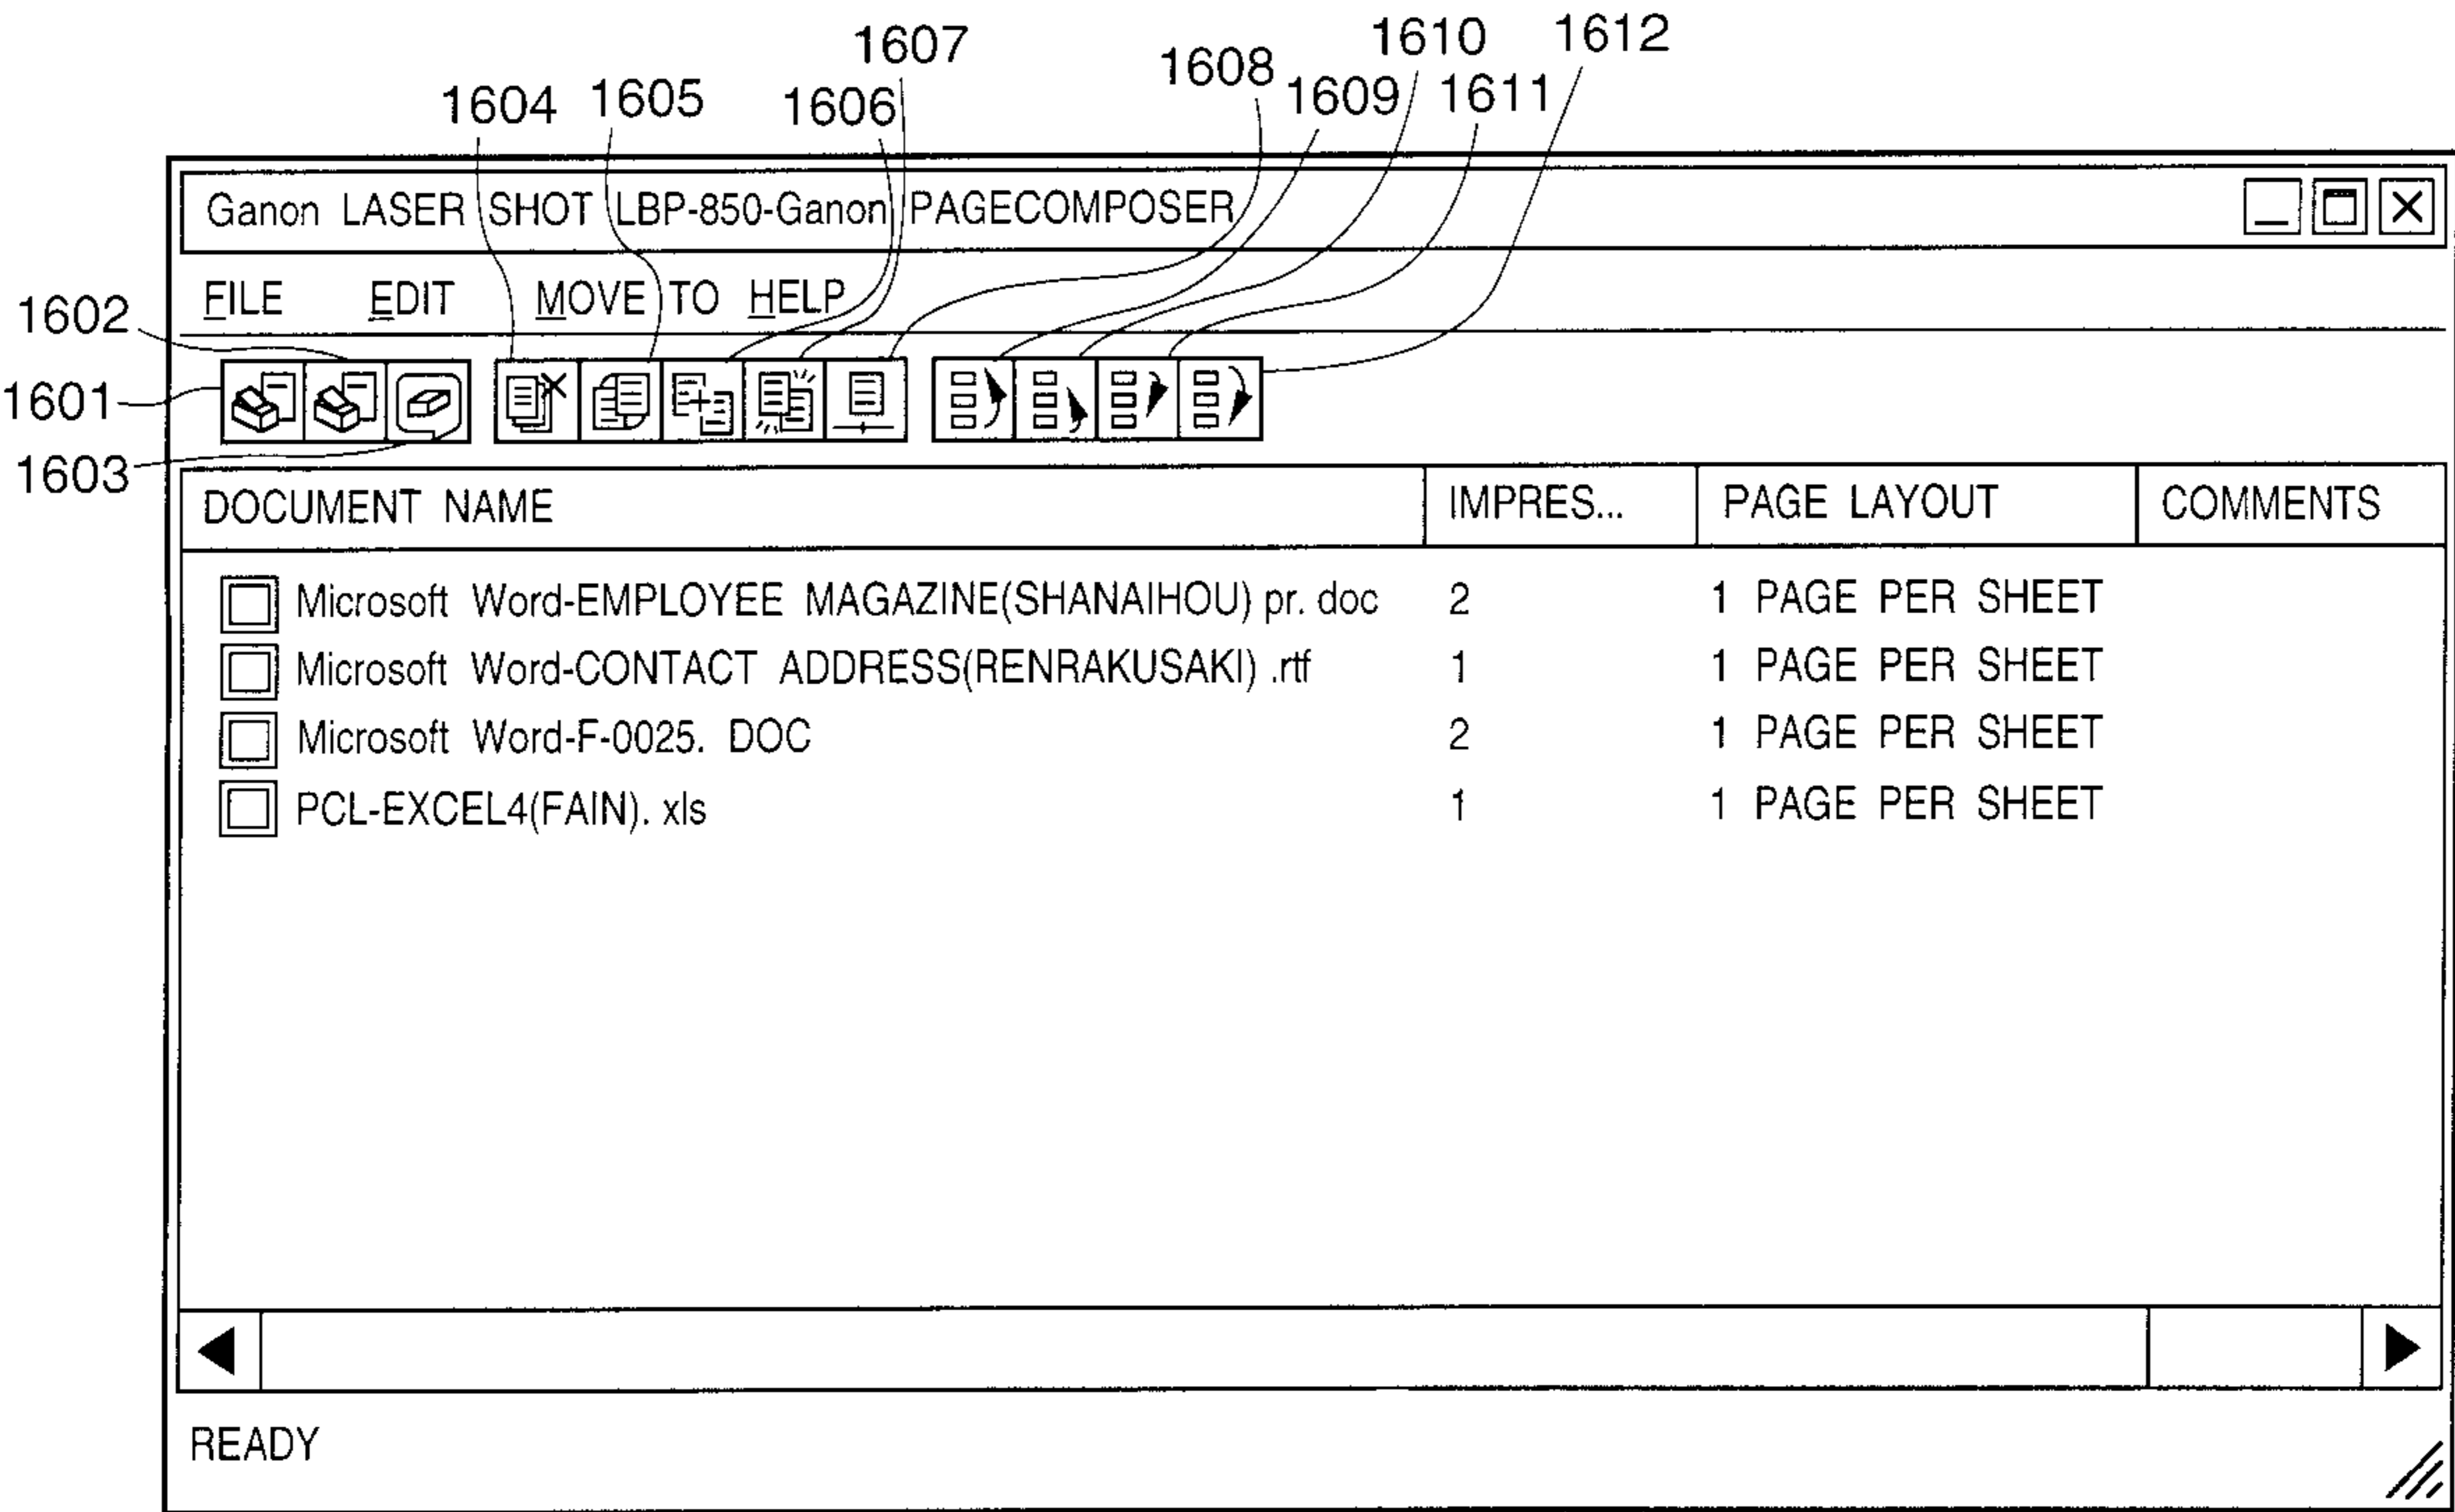 1607 1610 1612
1604 1605 1606 1608 1609 1611
Ganon LASER SHOT LBP-850-Ganon PAGECOMPOSER
FILE EDIT MOVE TO HELP
1602
1601
1603
DOCUMENT NAME IMPRES... PAGE LAYOUT COMMENTS
Microsoft Word-EMPLOYEE MAGAZINE(SHANAIHOU) pr. doc 2 1 PAGE PER SHEET
Microsoft Word-CONTACT ADDRESS(RENRAKUSAKI) .rtf 1 1 PAGE PER SHEET
Microsoft Word-F-0025. DOC 2 1 PAGE PER SHEET
PCL-EXCEL4(FAIN). xls 1 1 PAGE PER SHEET
READY